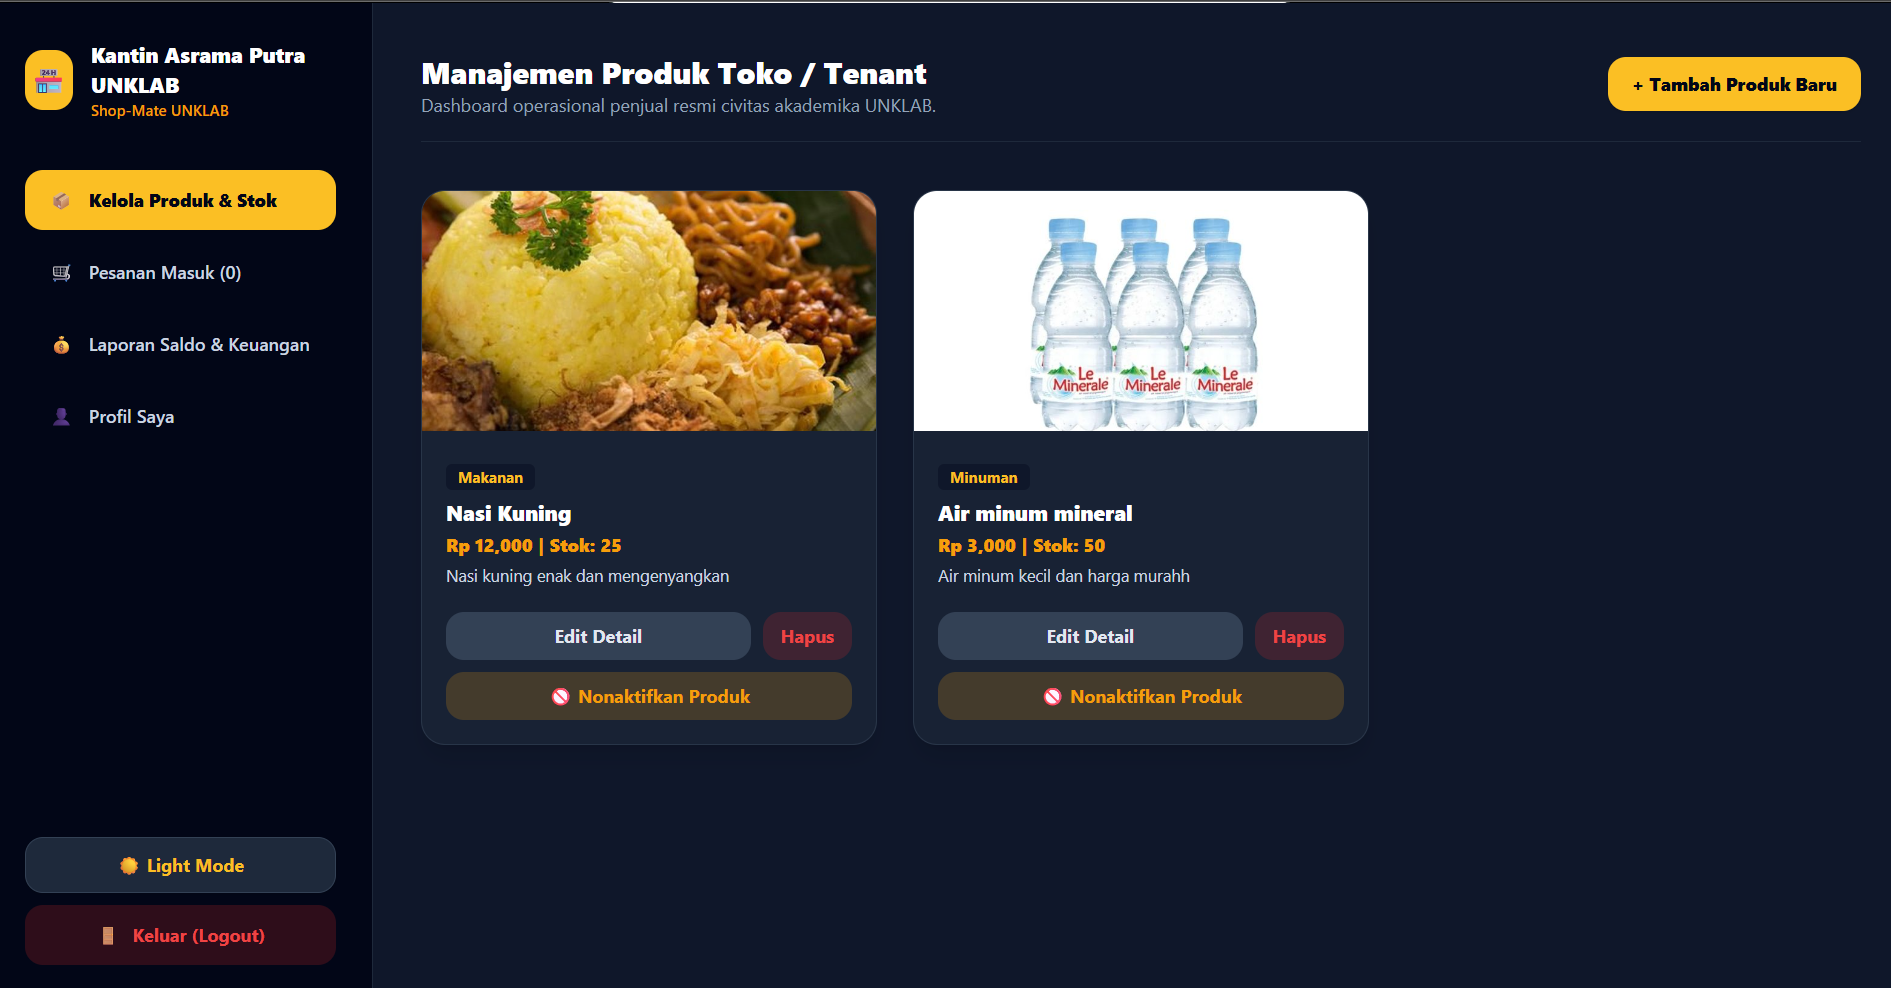 Kantin Asrama Putra
UNKLAB
Shop-Mate UNKLAB
Kelola Produk & Stok
Pesanan Masuk (0)
Laporan Saldo & Keuangan
Profil Saya
Light Mode
Keluar (Logout)
Manajemen Produk Toko / Tenant
Dashboard operasional penjual resmi civitas akademika UNKLAB.
+ Tambah Produk Baru
Makanan
Nasi Kuning
Rp 12,000 | Stok: 25
Nasi kuning enak dan mengenyangkan
Edit Detail
Hapus
Nonaktifkan Produk
Le Minerale
Le Minerale
Le Minerale
Minuman
Air minum mineral
Rp 3,000 | Stok: 50
Air minum kecil dan harga murahh
Edit Detail
Hapus
Nonaktifkan Produk